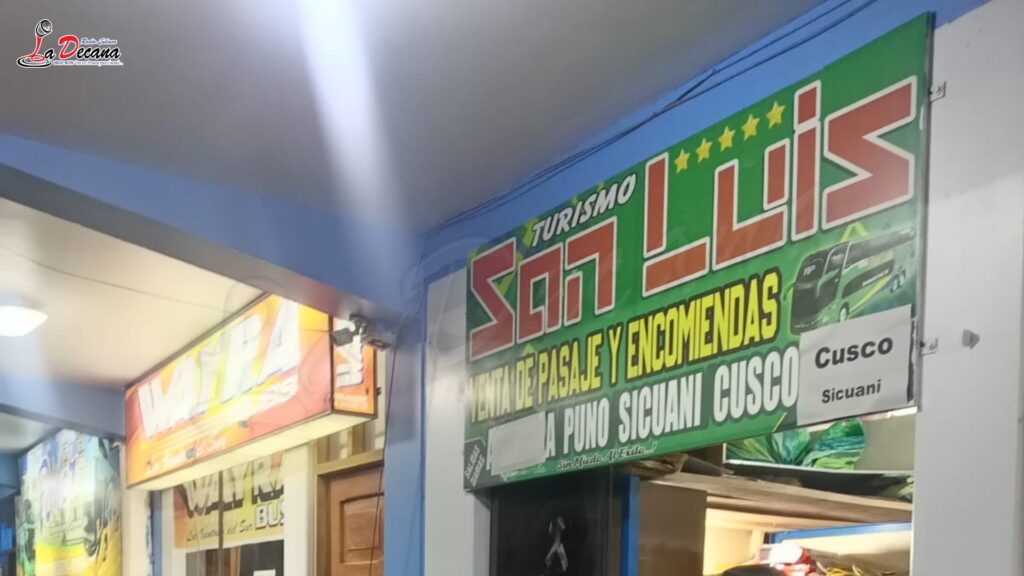 La Decana
TURISMO
San Luis
VENTA DE PASAJE Y ENCOMIENDAS
A PUNO SICUANI CUSCO
Sin Miedo Al Exito
Cusco
Sicuani
WAYRA
WAYRA
BUS